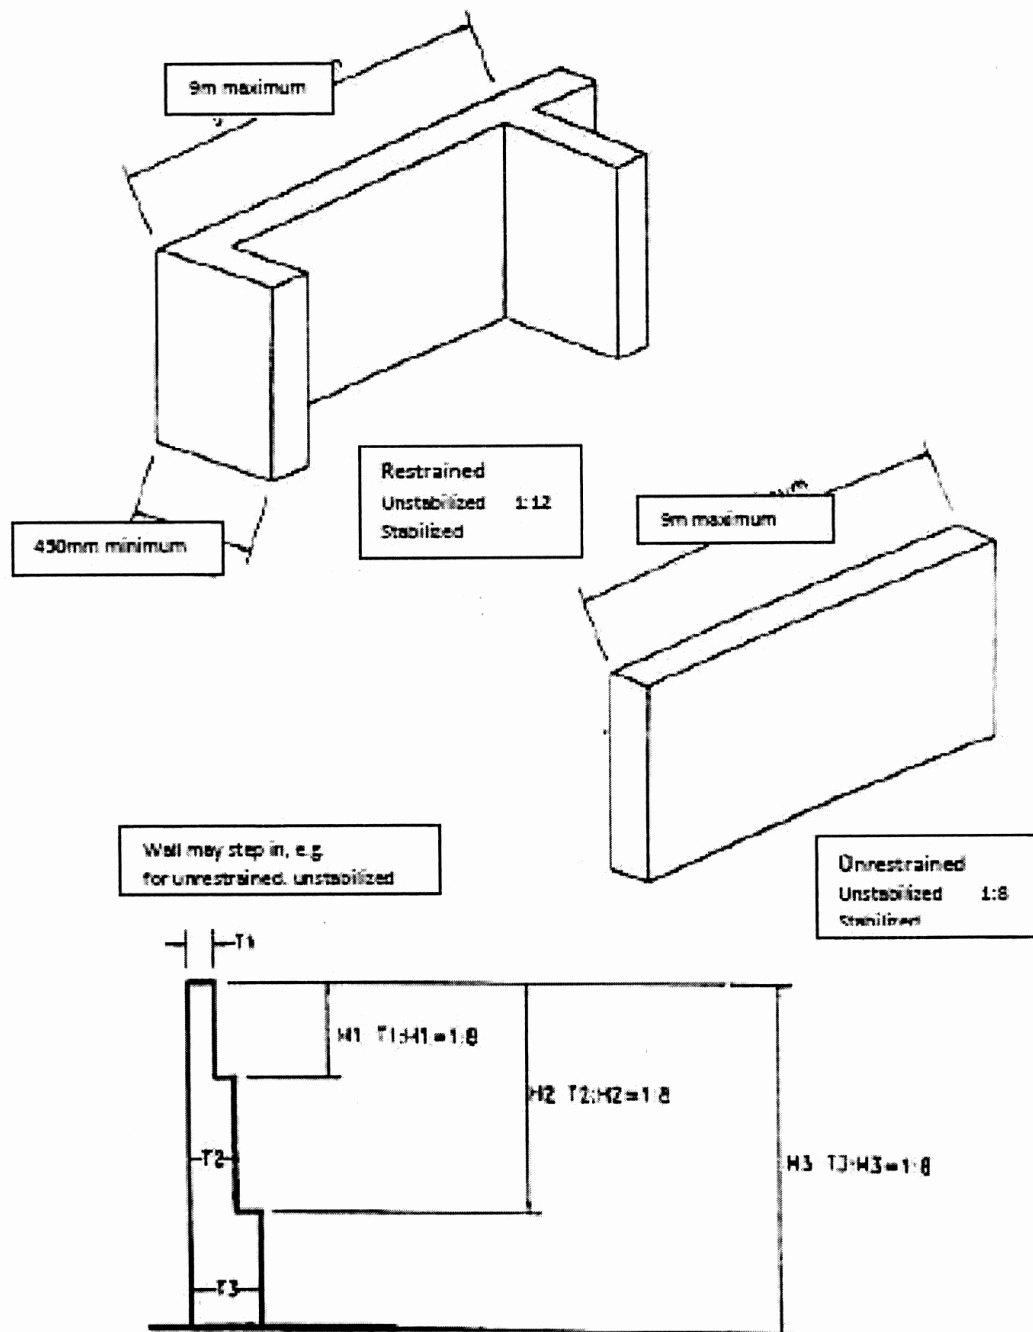 9m maximum
Restrained
Unstabilized 1:12
Stabilized
450mm minimum
9m maximum
Wall may step in, e.g.
for unrestrained, unstabilized
Unrestrained
Unstabilized 1:8
Stabilized
T1
H1 T1:H1=1:8
H2 T2:H2=1:8
T2
H3 T3:H3=1:8
T3